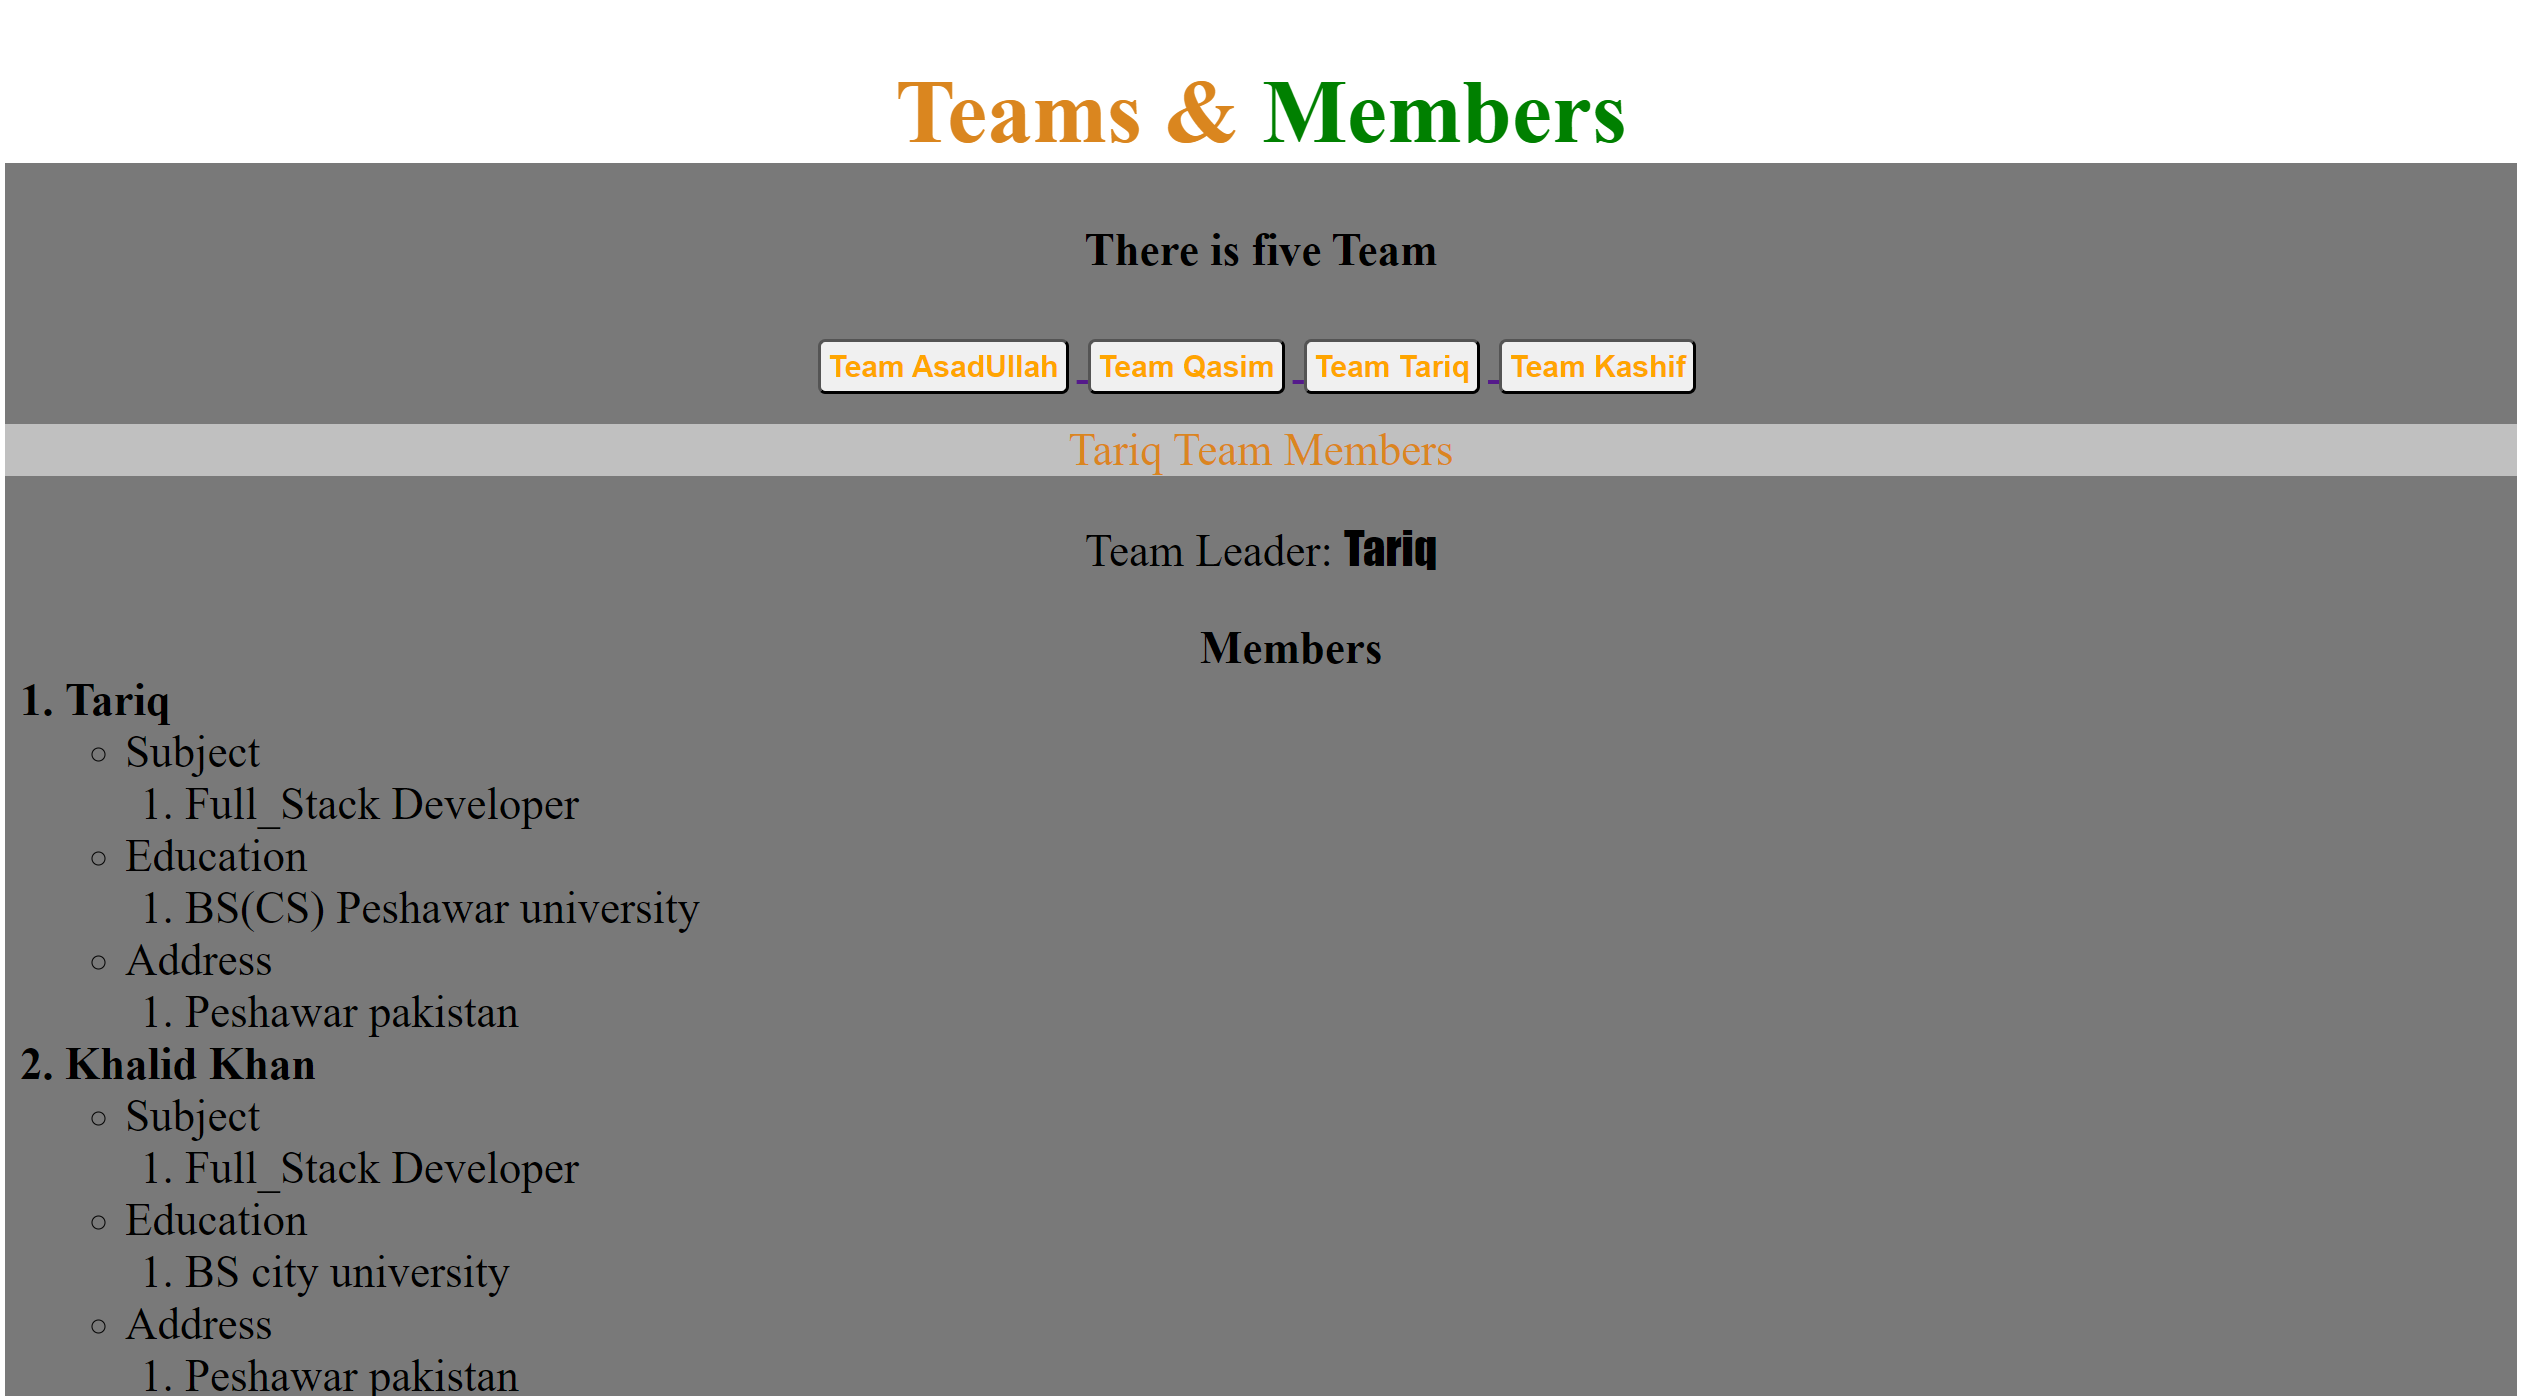 Teams & Members
There is five Team
Team AsadUllah Team Qasim Team Tariq Team Kashif
Tariq Team Members
Team Leader: Tariq
Members
1. Tariq
○ Subject
1. Full_Stack Developer
○ Education
1. BS(CS) Peshawar university
○ Address
1. Peshawar pakistan
2. Khalid Khan
○ Subject
1. Full_Stack Developer
○ Education
1. BS city university
○ Address
1. Peshawar pakistan